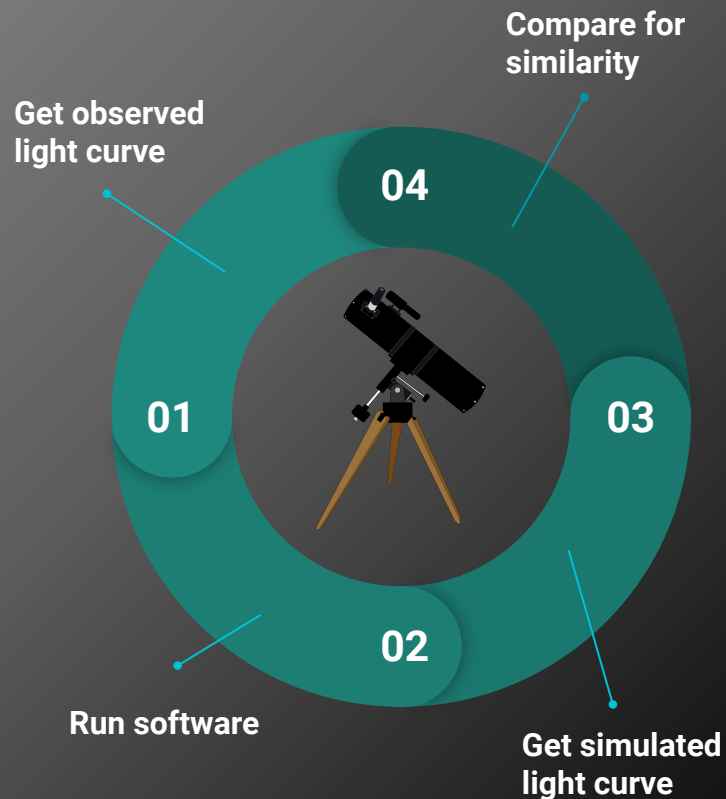 Compare for
similarity
Get observed
light curve
04
01
03
02
Run software
Get simulated
light curve